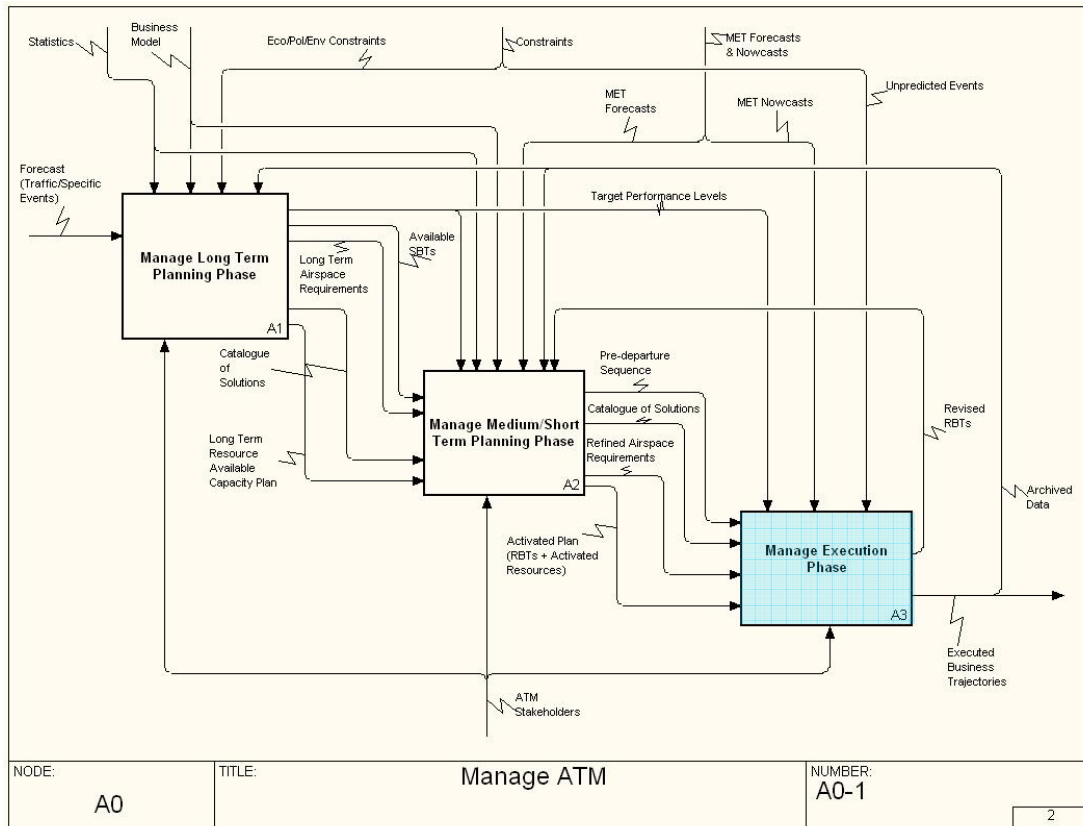 Statistics
Business
Model
Eco/Pol/Env Constraints
Constraints
MET Forecasts
& Nowcasts
Unpredicted Events
MET
Forecasts
MET Nowcasts
Forecast
(Traffic/Specific
Events)
Target Performance Levels
Manage Long Term
Planning Phase
A1
Available
SBTs
Long Term
Airspace
Requirements
Catalogue
of
Solutions
Long Term
Resource
Available
Capacity Plan
Manage Medium/Short
Term Planning Phase
A2
Pre-departure
Sequence
Catalogue of Solutions
Refined Airspace
Requirements
Activated Plan
(RBTs + Activated
Resources)
Revised
RBTs
Archived
Data
Manage Execution
Phase
A3
Executed
Business
Trajectories
ATM
Stakeholders
NODE:
A0
TITLE:
Manage ATM
NUMBER:
A0-1
2